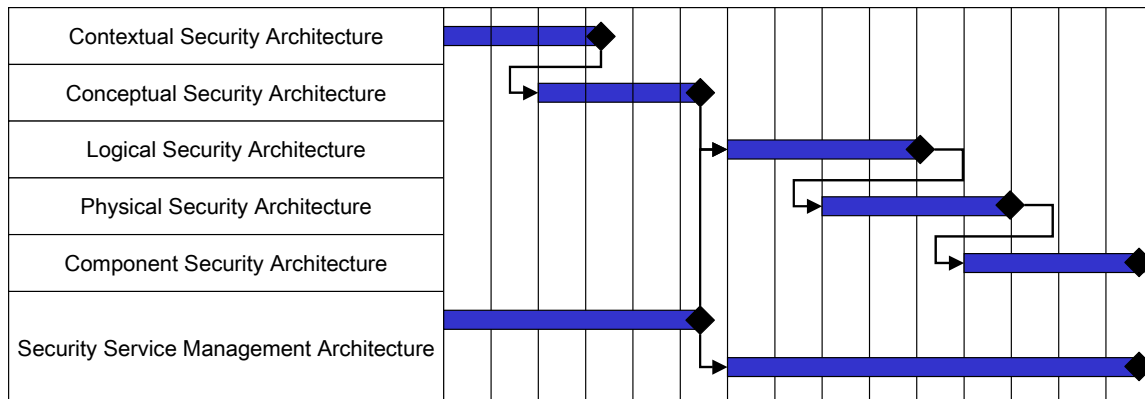 Contextual Security Architecture
Conceptual Security Architecture
Logical Security Architecture
Physical Security Architecture
Component Security Architecture
Security Service Management Architecture